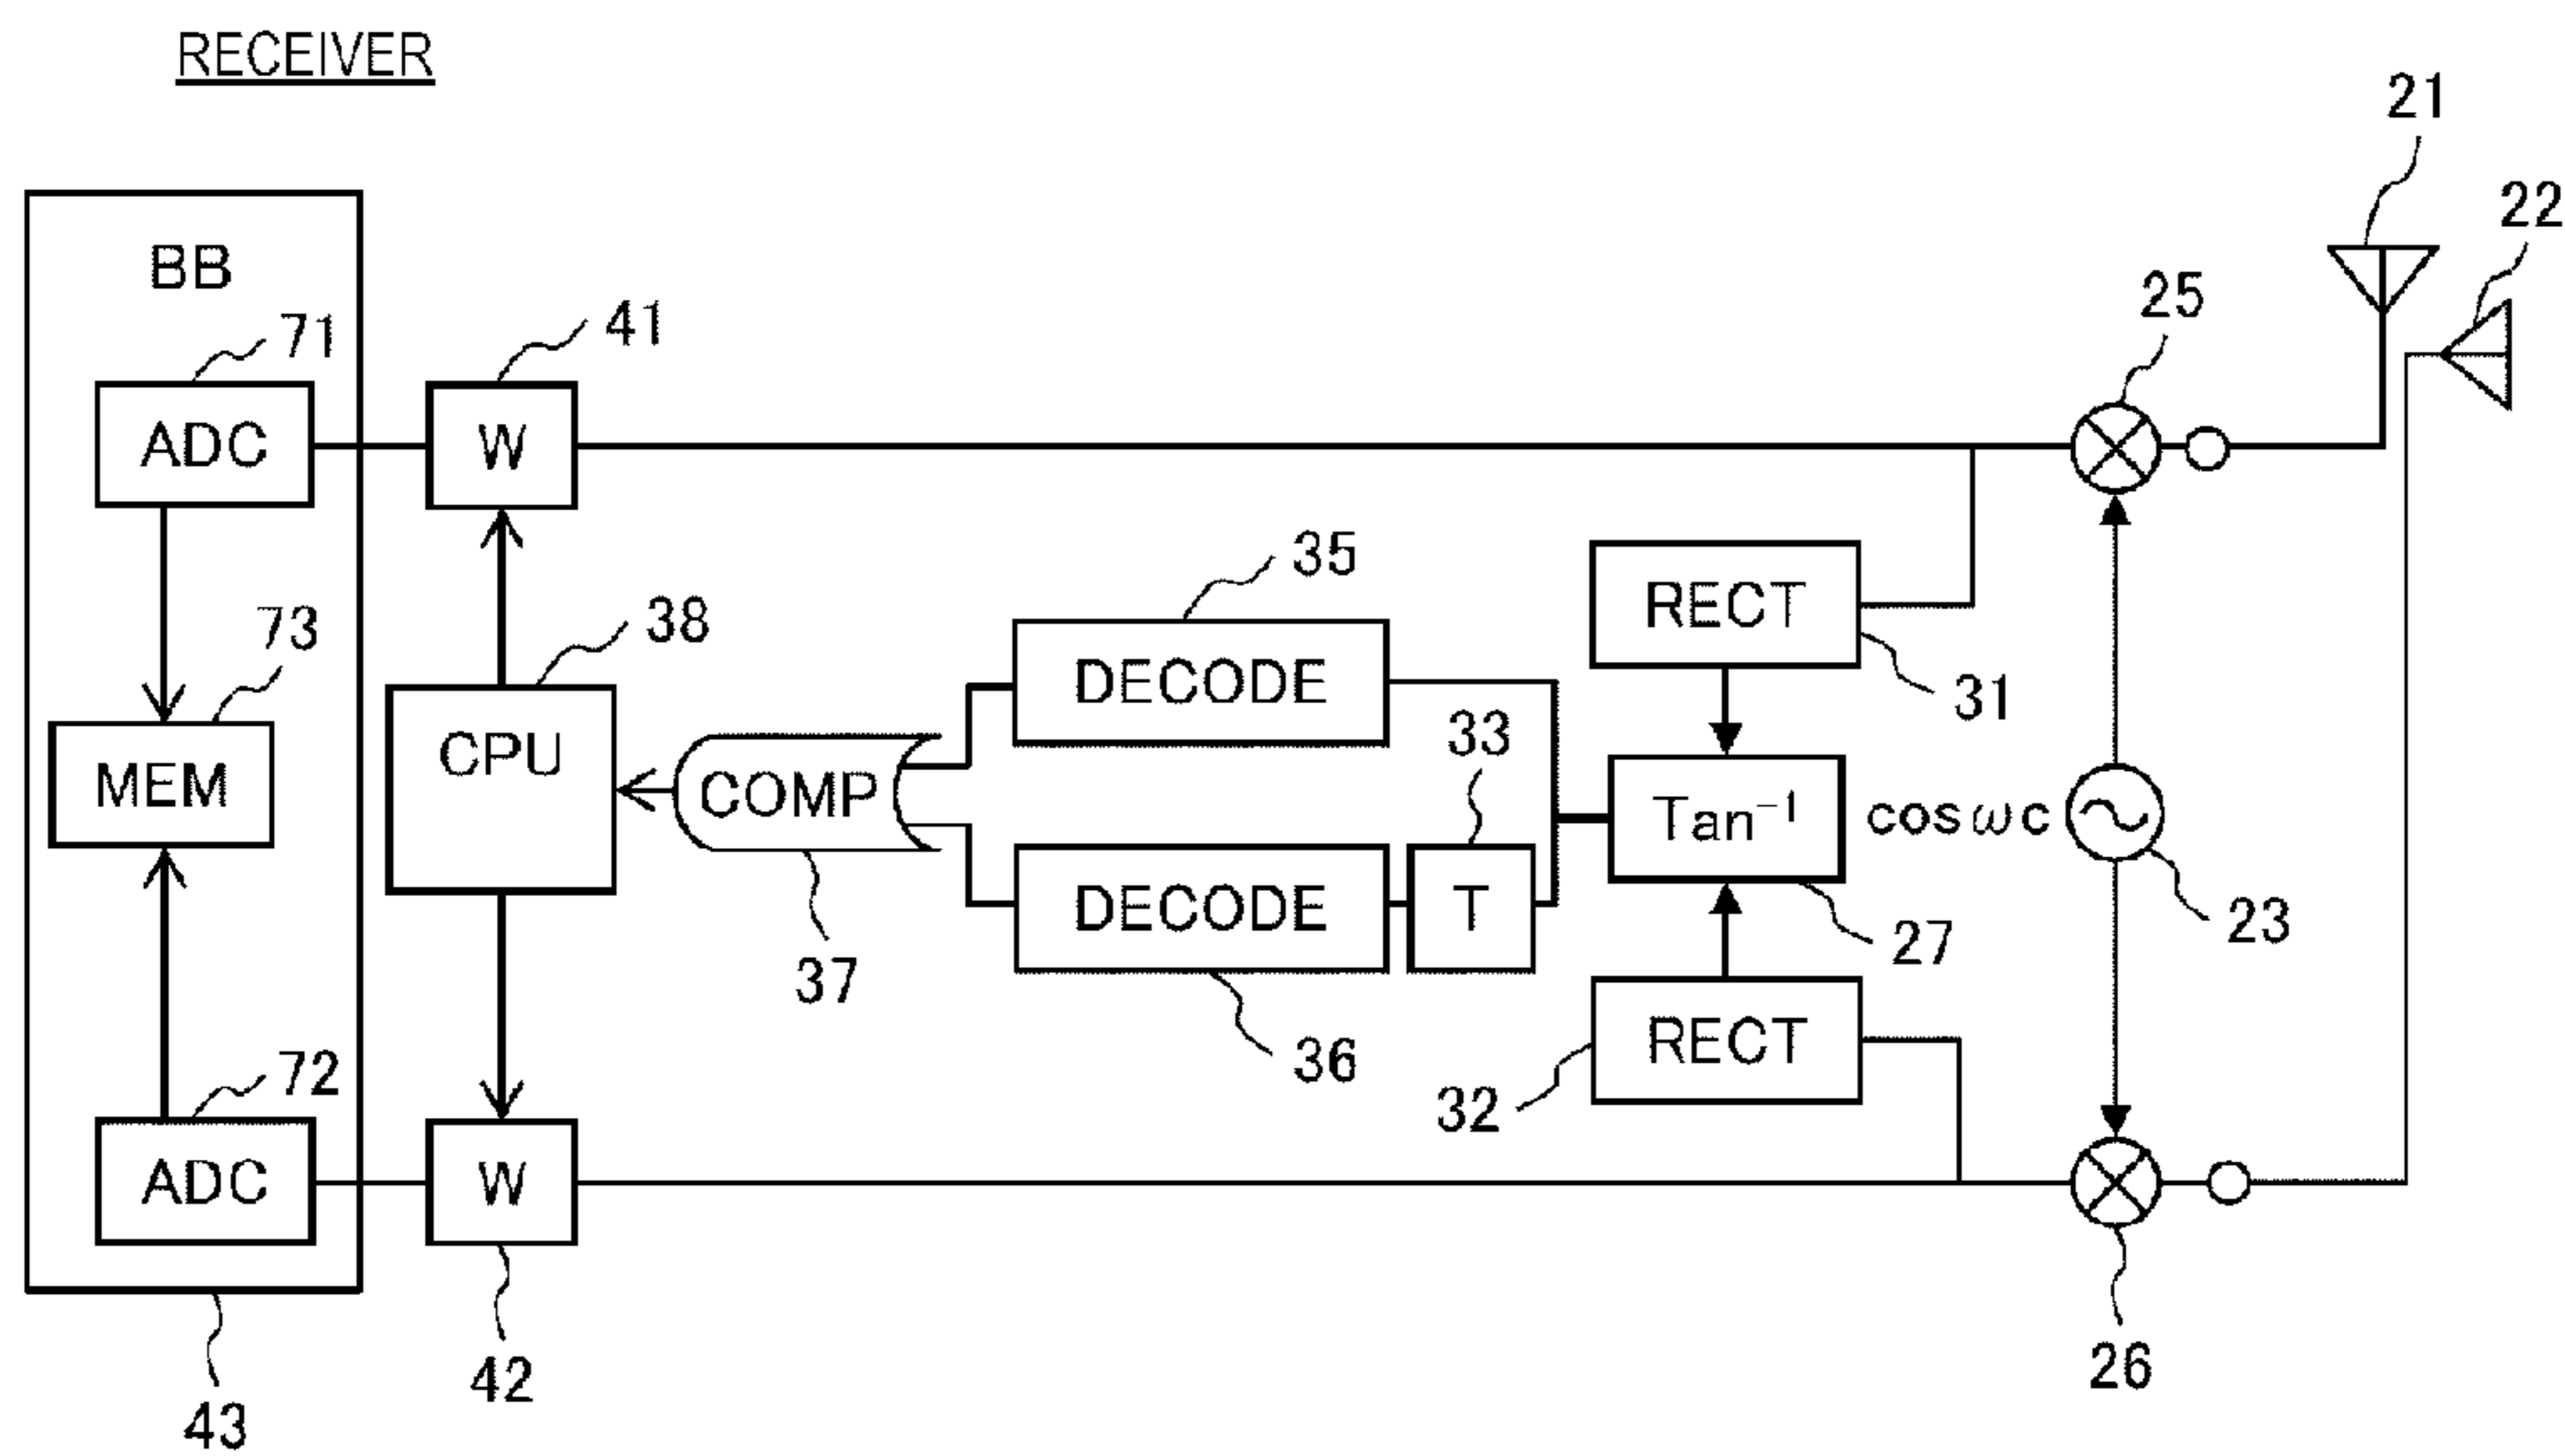 RECEIVER
21
22
BB
25
71
41
ADC
W
35
RECT
73
38
DECODE
31
33
CPU
MEM
COMP
Tan⁻¹
cosωc
DECODE
T
23
27
37
RECT
36
32
72
ADC
W
26
42
43